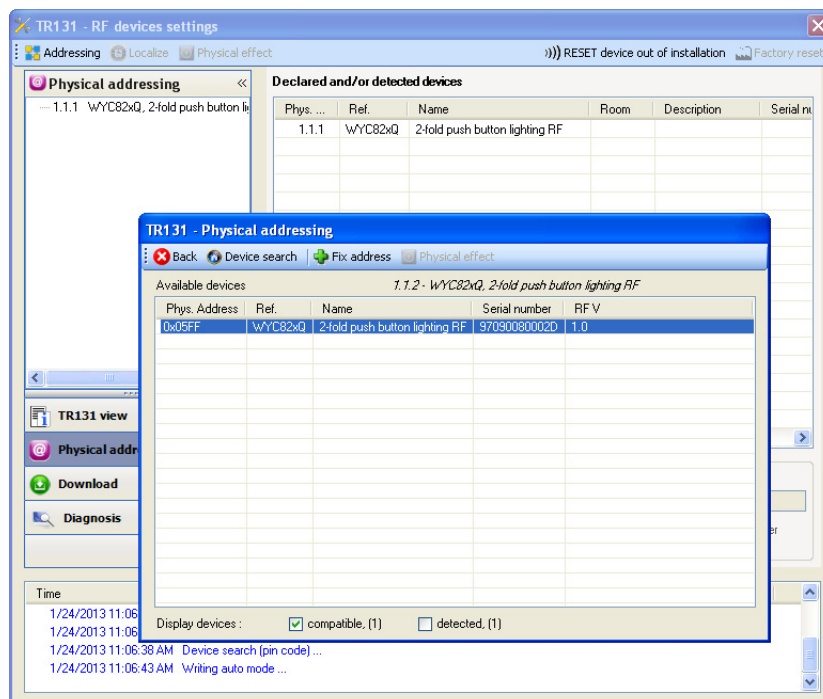 TR131 - RF devices settings
Addressing Localize Physical effect RESET device out of installation Factory reset
Physical addressing
1.1.1 WYC82xQ, 2-fold push button
Declared and/or detected devices
Phys. ... Ref. Name Room Description Serial
1.1.1 WYC82xQ 2-fold push button lighting RF
TR131 - Physical addressing
Back Device search Fix address Physical effect
Available devices 1.1.2 - WYC82xQ, 2-fold push button lighting RF
Phys. Address Ref. Name Serial number RF V
0x05FF WYC82xQ 2-fold push button lighting RF 97090080002D 1.0
TR131 view
Physical addr
Download
Diagnosis
Display devices : compatible, (1) detected, (1)
Time
1/24/2013 11:06
1/24/2013 11:06
1/24/2013 11:06:38 AM Device search (pin code) ...
1/24/2013 11:06:43 AM Writing auto mode ...